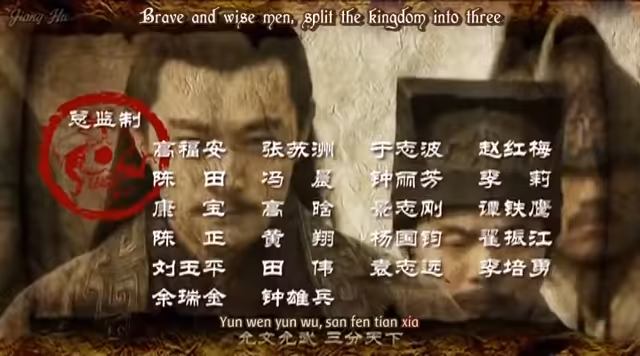 Jiang Hu
Brave and wise men, split the kingdom into three
总监制
高福安 张苏洲 于志波 赵红梅
陈田 冯晨 钟丽芳 李莉
康宝 高晗 景志刚 谭铁鹰
陈正 黄翔 杨国钧 翟振江
刘玉平 田伟 袁志远 李培勇
余瑞金 钟雄兵
Yun wen yun wu, san fen tian xia
允文允武 三分天下